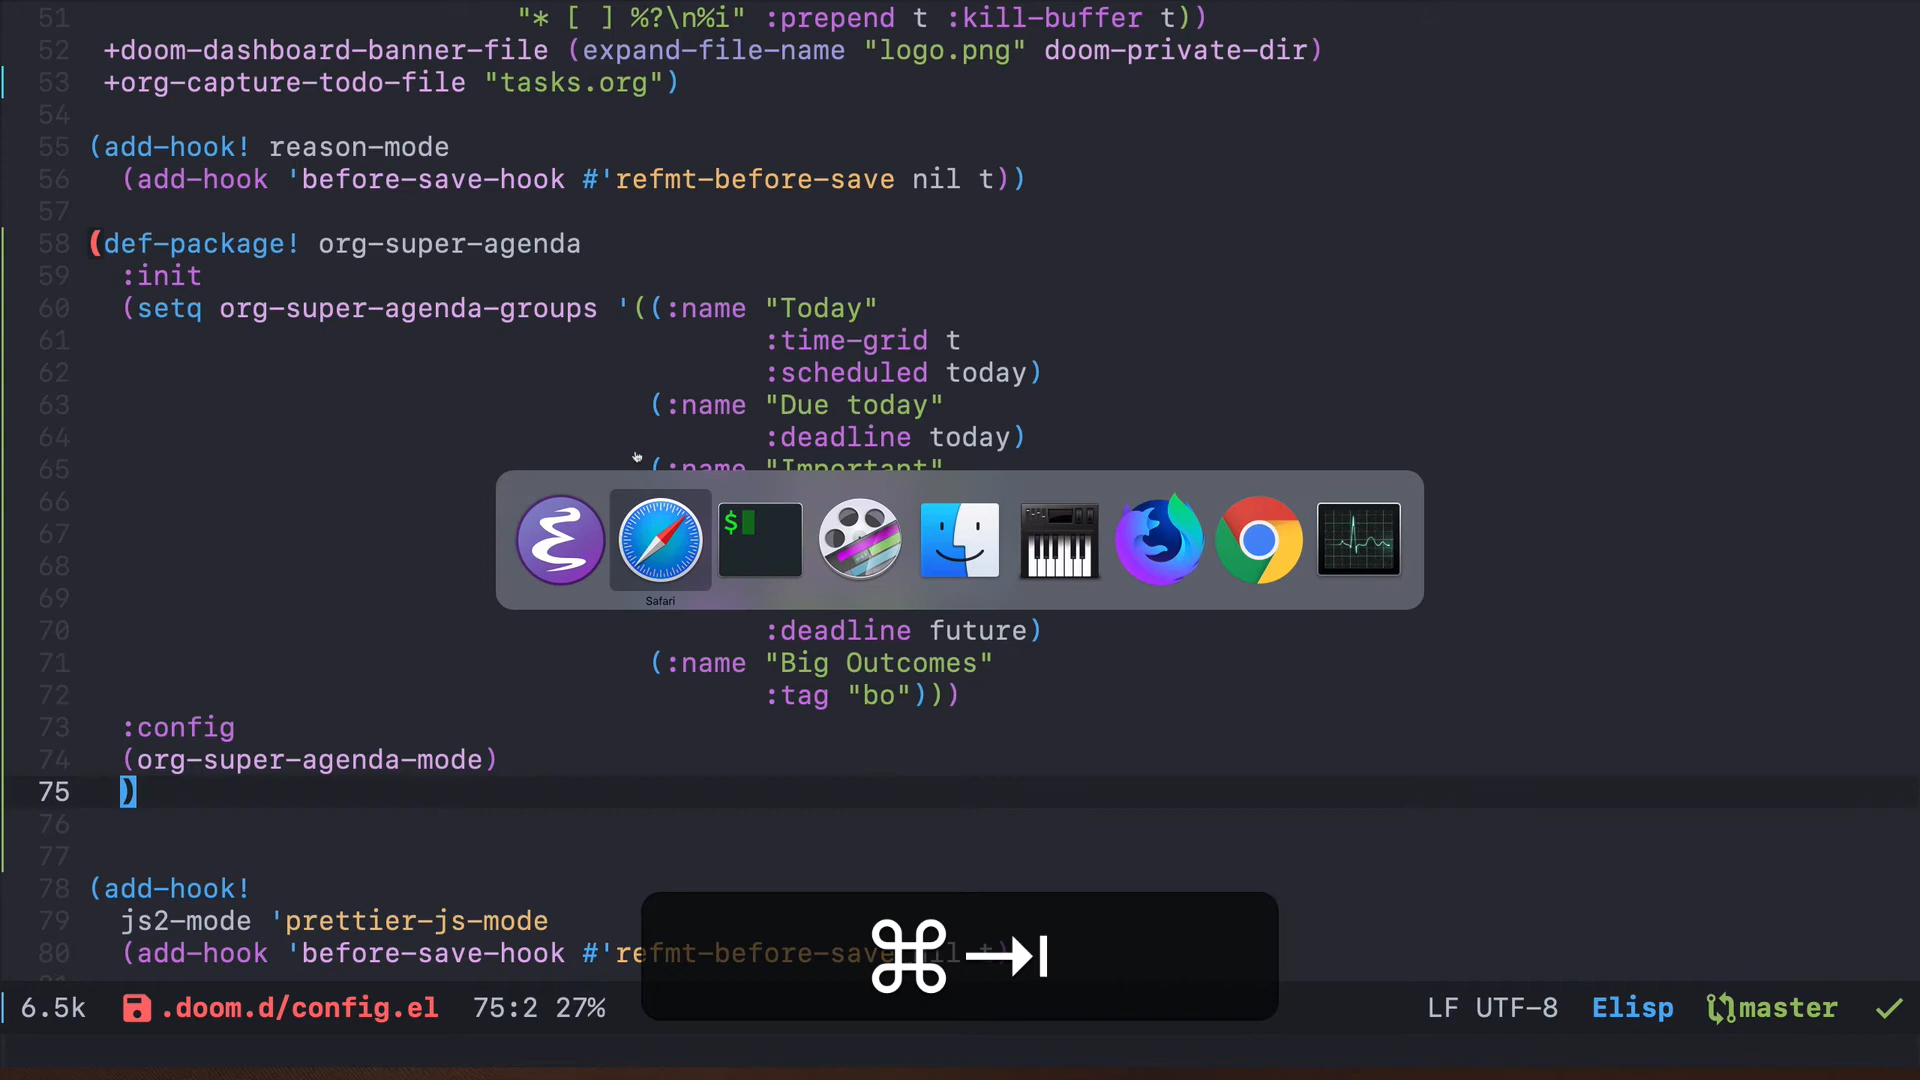 51 "* [ ] %?\n%i" :prepend t :kill-buffer t))
52 +doom-dashboard-banner-file (expand-file-name "logo.png" doom-private-dir)
53 +org-capture-todo-file "tasks.org")
54
55 (add-hook! reason-mode
56 (add-hook 'before-save-hook #'refmt-before-save nil t))
57
58 (def-package! org-super-agenda
59 :init
60 (setq org-super-agenda-groups '((:name "Today"
61 :time-grid t
62 :scheduled today)
63 (:name "Due today"
64 :deadline today)
65 (:name "Important"
66
67
68
69
$
Safari
70 :deadline future)
71 (:name "Big Outcomes"
72 :tag "bo")))
73 :config
74 (org-super-agenda-mode)
75 )
76
77
78 (add-hook!
79 js2-mode 'prettier-js-mode
80 (add-hook 'before-save-hook #'refmt-before-save nil t)
⌘⇥
6.5k .doom.d/config.el 75:2 27% LF UTF-8 Elisp master